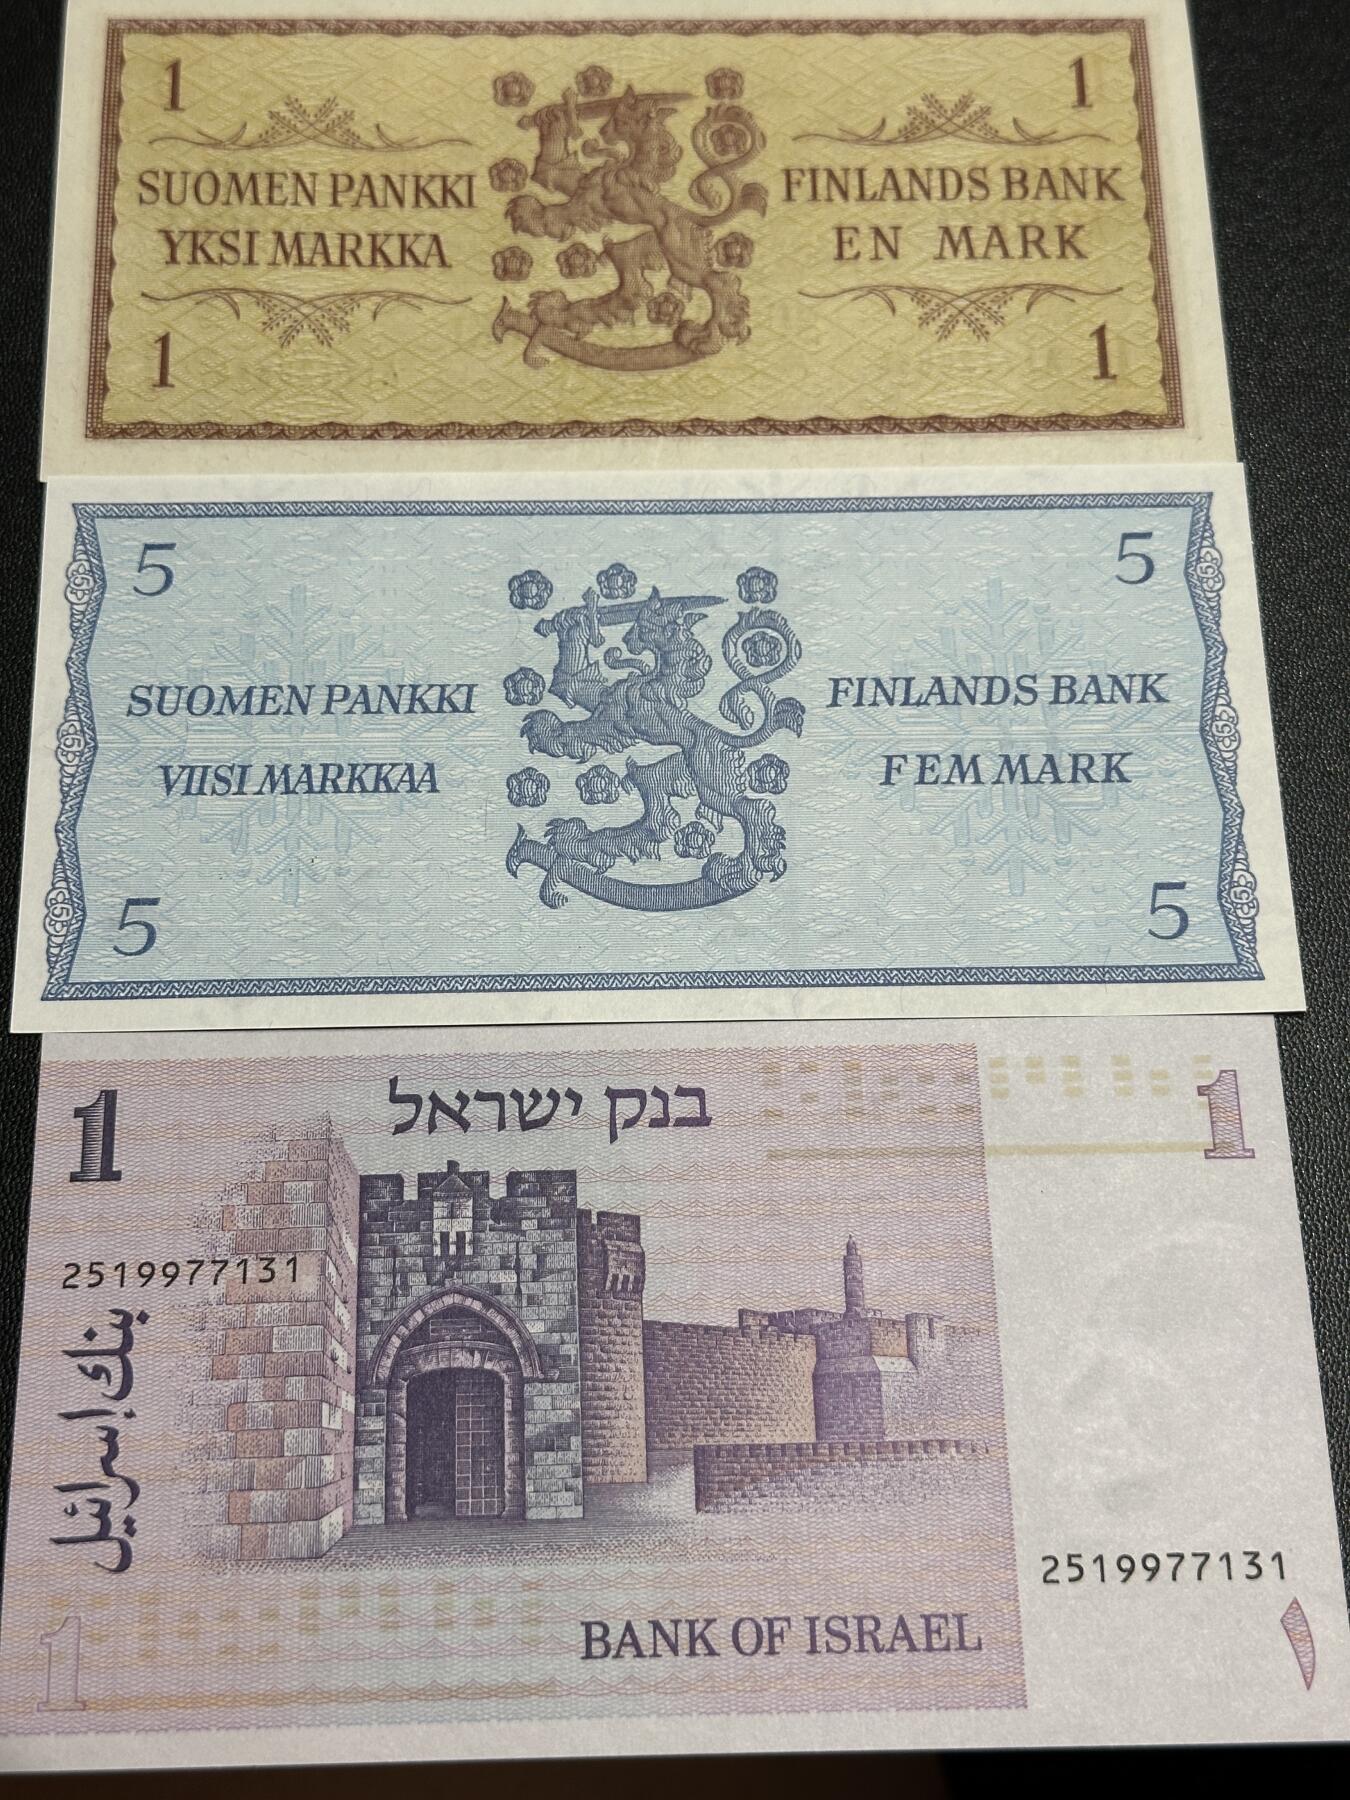 1 1
SUOMEN PANKKI FINLANDS BANK
YKSI MARKKA EN MARK
1 1
5 5
SUOMEN PANKKI FINLANDS BANK
VIISI MARKKAA FEM MARK
5 5
1 בנק ישראל 1
2519977131
بنك إسرائيل
2519977131
BANK OF ISRAEL
1 ١